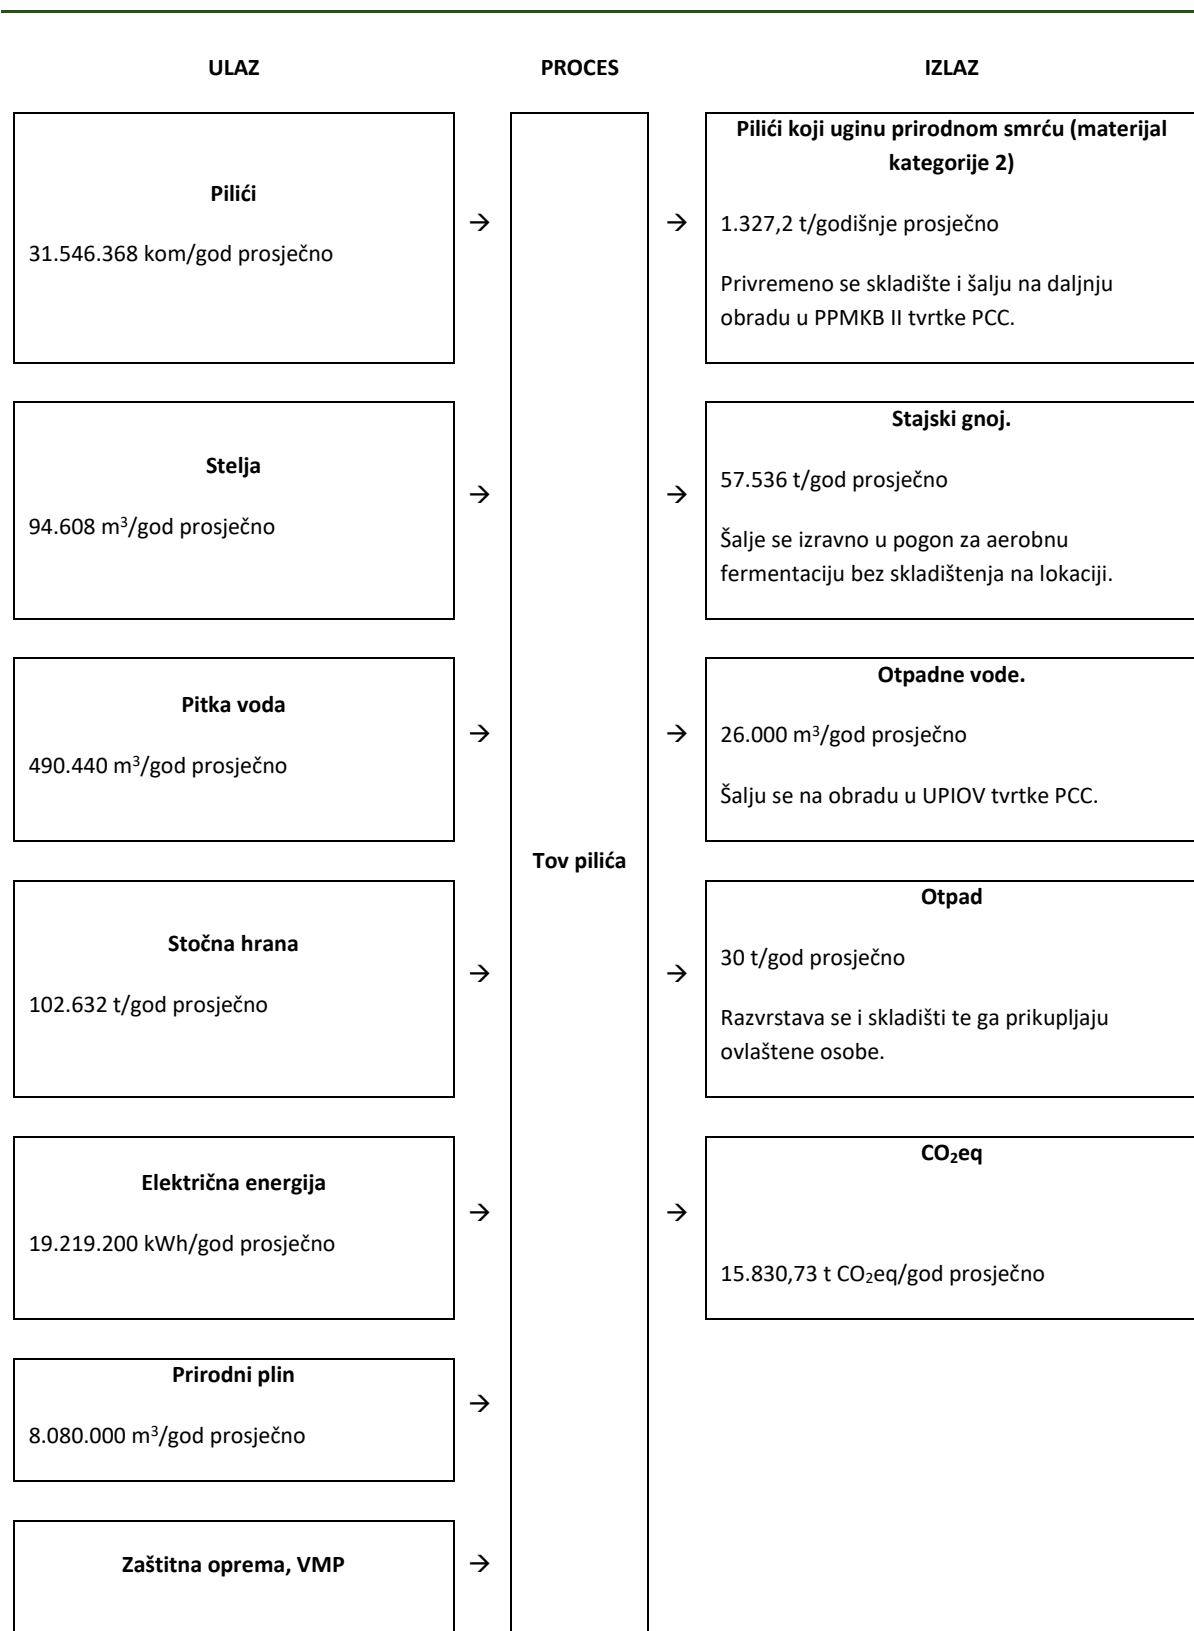 ULAZ PROCES IZLAZ
Pilići
31.546.368 kom/god prosječno
→
→
Pilići koji uginu prirodnom smrću (materijal
kategorije 2)
1.327,2 t/godišnje prosječno
Privremeno se skladište i šalju na daljnju
obradu u PPMKB II tvrtke PCC.
Stelja
94.608 m³/god prosječno
→
→
Stajski gnoj.
57.536 t/god prosječno
Šalje se izravno u pogon za aerobnu
fermentaciju bez skladištenja na lokaciji.
Pitka voda
490.440 m³/god prosječno
→
→
Otpadne vode.
26.000 m³/god prosječno
Šalju se na obradu u UPIOV tvrtke PCC.
Tov pilića
Stočna hrana
102.632 t/god prosječno
→
→
Otpad
30 t/god prosječno
Razvrstava se i skladišti te ga prikupljaju
ovlaštene osobe.
Električna energija
19.219.200 kWh/god prosječno
→
→
CO₂eq
15.830,73 t CO₂eq/god prosječno
Prirodni plin
8.080.000 m³/god prosječno
→
Zaštitna oprema, VMP
→